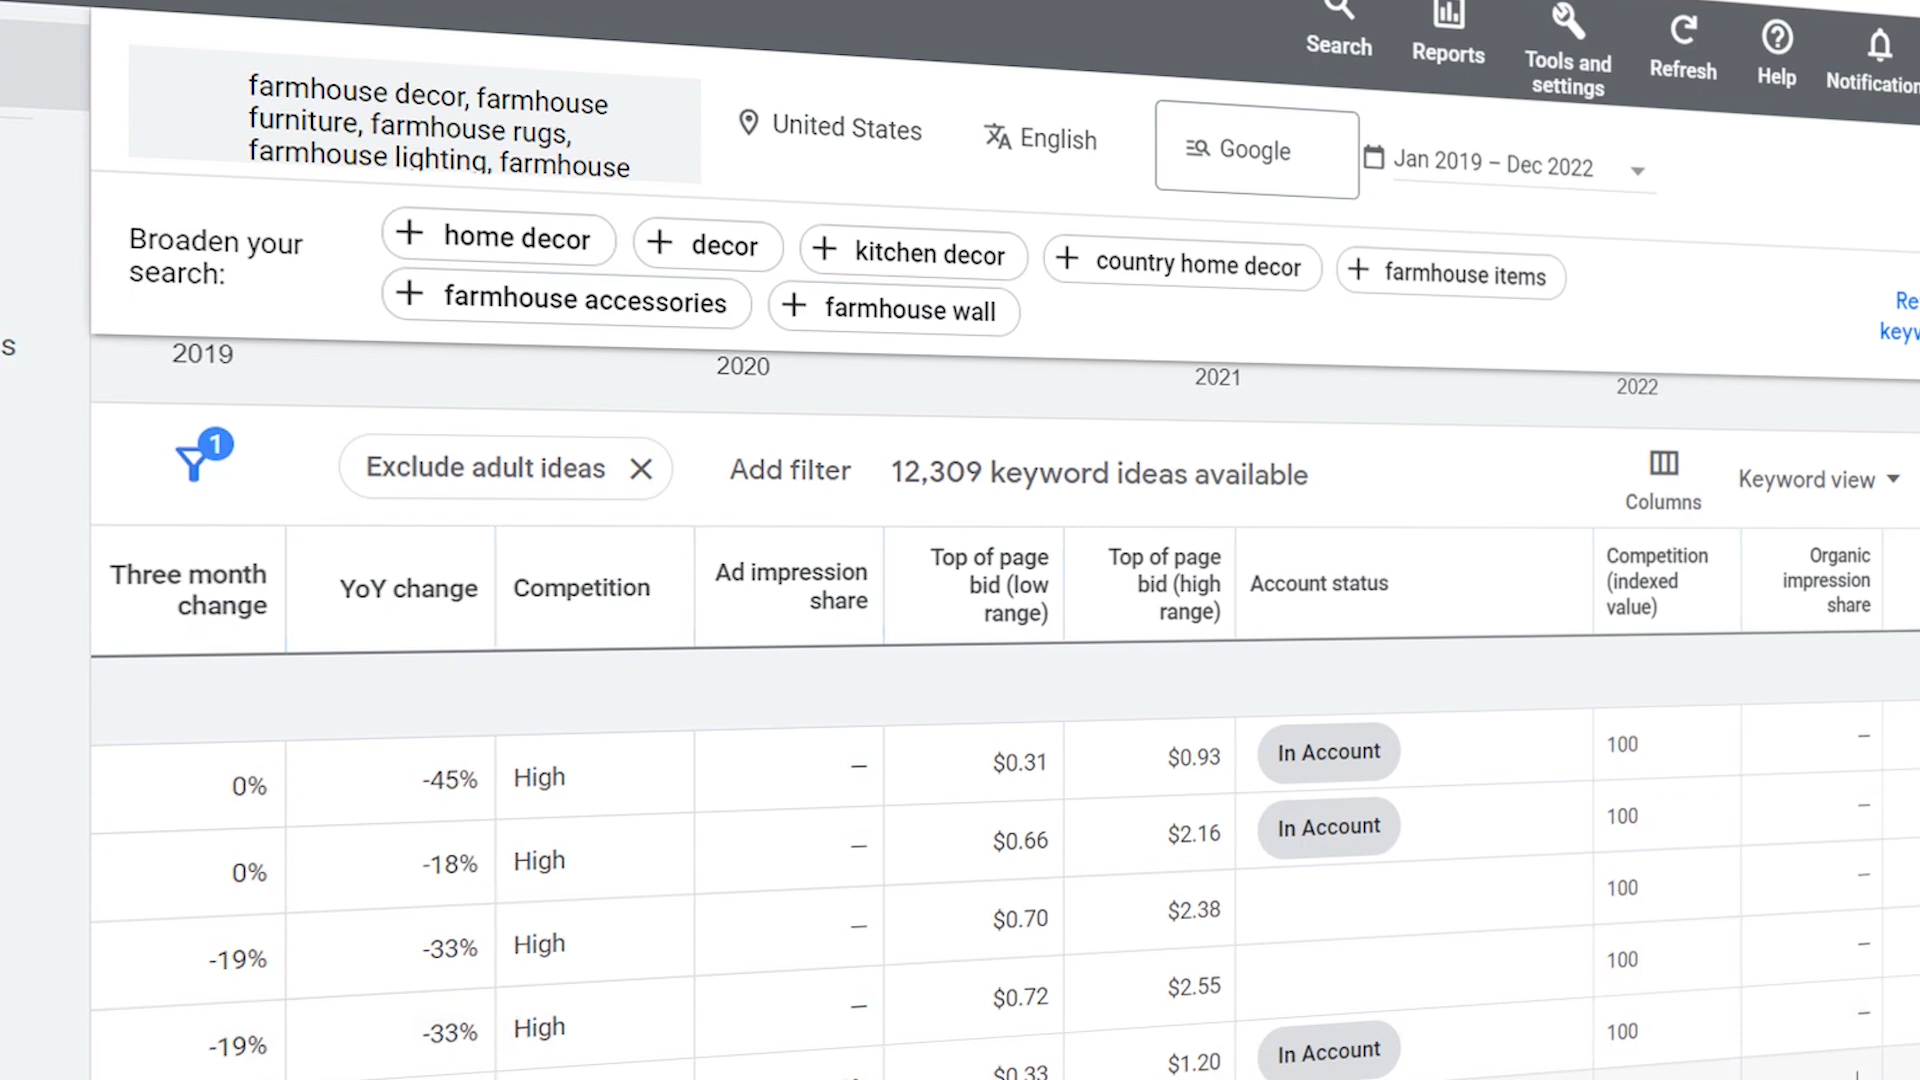 Search
Reports
Tools and
settings
Refresh
Help
Notification
farmhouse decor, farmhouse
furniture, farmhouse rugs,
farmhouse lighting, farmhouse
United States
English
Google
Jan 2019 – Dec 2022
Broaden your
search:
+ home decor
+ decor
+ kitchen decor
+ country home decor
+ farmhouse items
+ farmhouse accessories
+ farmhouse wall
Re
keyw
s
2019
2020
2021
2022
1
Exclude adult ideas
Add filter
12,309 keyword ideas available
Columns
Keyword view
Three month
change
YoY change
Competition
Ad impression
share
Top of page
bid (low
range)
Top of page
bid (high
range)
Account status
Competition
(indexed
value)
Organic
impression
share
0% -45% High – $0.31 $0.93 In Account 100 –
0% -18% High – $0.66 $2.16 In Account 100 –
-19% -33% High – $0.70 $2.38 100 –
-19% -33% High – $0.72 $2.55 100 –
$0.33 $1.20 In Account 100 –